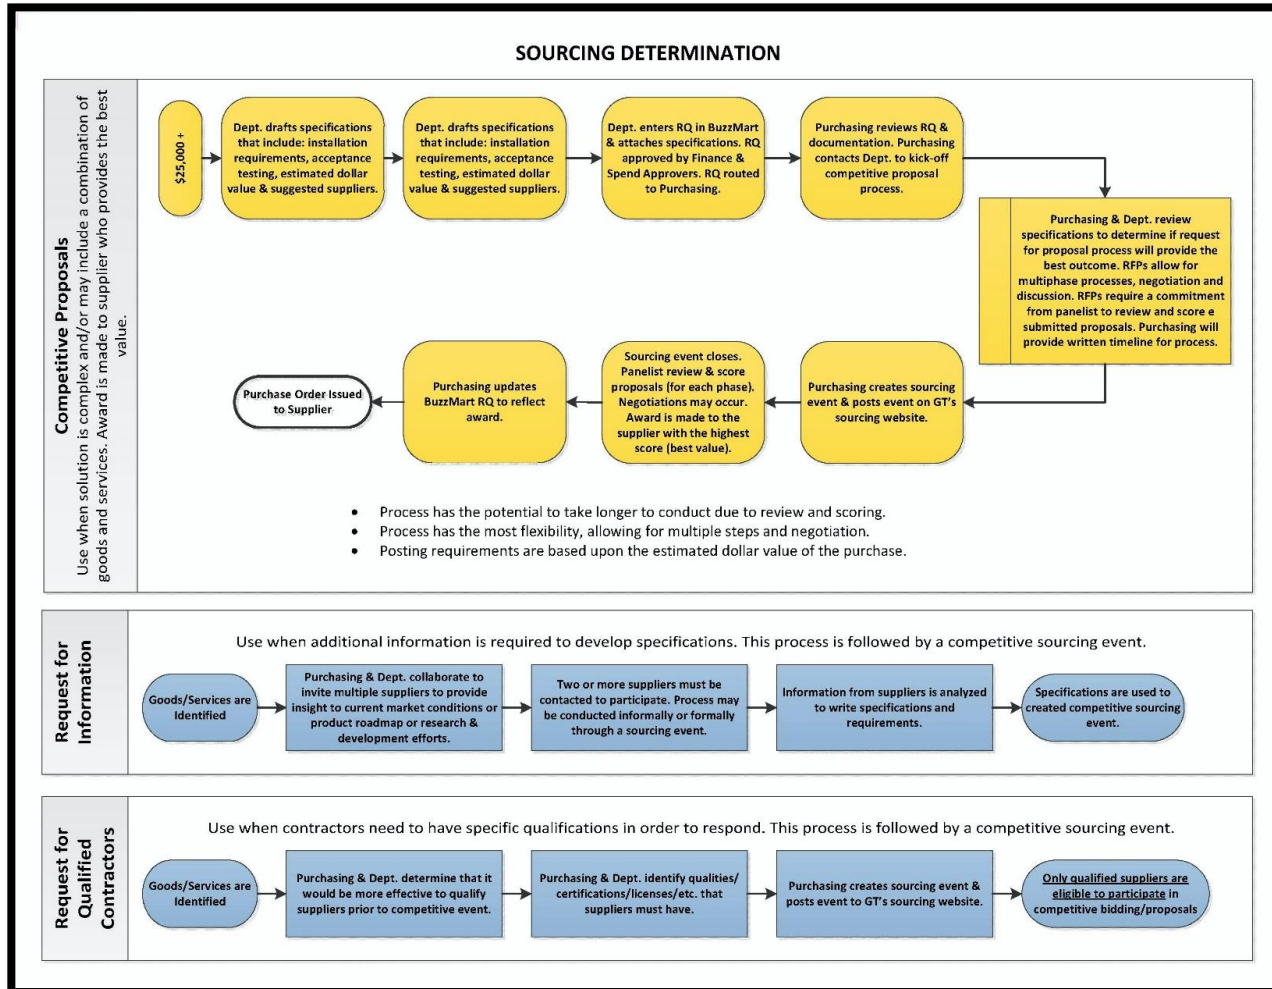 SOURCING DETERMINATION
Competitive Proposals
Use when solution is complex and/or may include a combination of
goods and services. Award is made to supplier who provides the best
value.
$25,000 +
Dept. drafts specifications
that include: installation
requirements, acceptance
testing, estimated dollar
value & suggested suppliers.
Dept. drafts specifications
that include: installation
requirements, acceptance
testing, estimated dollar
value & suggested suppliers.
Dept. enters RQ in BuzzMart
& attaches specifications. RQ
approved by Finance &
Spend Approvers. RQ
routed to Purchasing.
Purchasing reviews RQ &
documentation. Purchasing
contacts Dept. to kick-off
competitive proposal
process.
Purchasing & Dept. review
specifications to determine if request
for proposal process will provide the
best outcome. RFPs allow for
multiphase processes, negotiation and
discussion. RFPs require a commitment
from panelist to review and score e
submitted proposals. Purchasing will
provide written timeline for process.
Purchasing creates sourcing
event & posts event on GT's
sourcing website.
Sourcing event closes.
Panelist review & score
proposals (for each phase).
Negotiations may occur.
Award is made to the
supplier with the highest
score (best value).
Purchasing updates
BuzzMart RQ to reflect
award.
Purchase Order Issued
to Supplier
• Process has the potential to take longer to conduct due to review and scoring.
• Process has the most flexibility, allowing for multiple steps and negotiation.
• Posting requirements are based upon the estimated dollar value of the purchase.
Request for
Information
Use when additional information is required to develop specifications. This process is followed by a competitive sourcing event.
Goods/Services are
Identified
Purchasing & Dept. collaborate to
invite multiple suppliers to provide
insight to current market conditions or
product roadmap or research &
development efforts.
Two or more suppliers must be
contacted to participate. Process may
be conducted informally or formally
through a sourcing event.
Information from suppliers is analyzed
to write specifications and
requirements.
Specifications are used to
created competitive sourcing
event.
Request for
Qualified
Contractors
Use when contractors need to have specific qualifications in order to respond. This process is followed by a competitive sourcing event.
Goods/Services are
Identified
Purchasing & Dept. determine that it
would be more effective to qualify
suppliers prior to competitive event.
Purchasing & Dept. identify qualities/
certifications/licenses/etc. that
suppliers must have.
Purchasing creates sourcing event &
posts event to GT's sourcing website.
Only qualified suppliers are
eligible to participate in
competitive bidding/proposals